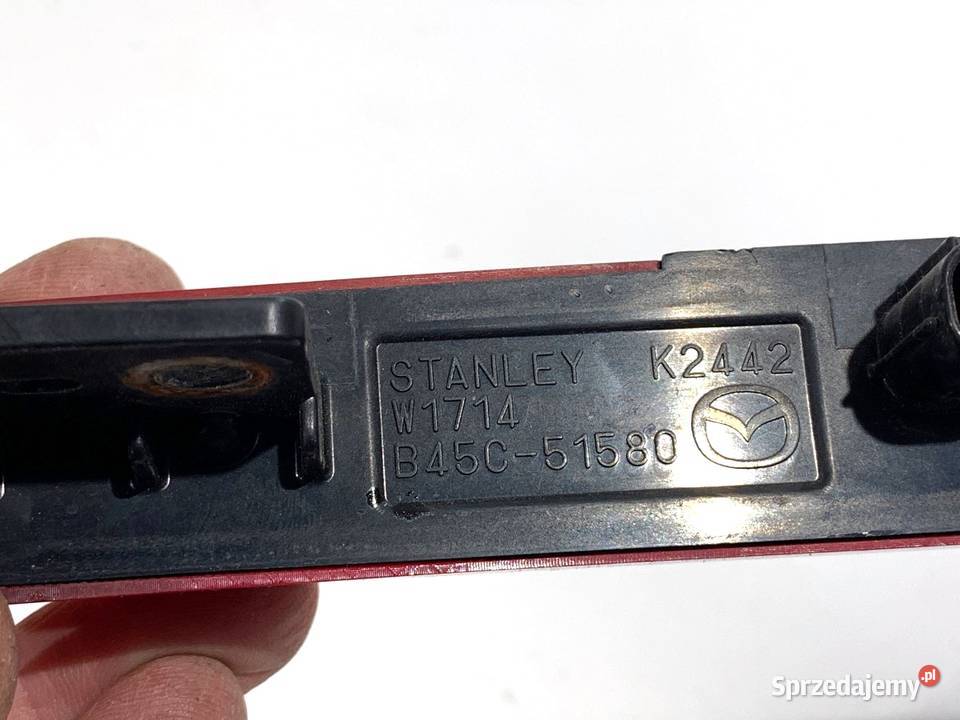 STANLEY K2442
W1714
B45C-51580
Sprzedajemy.pl